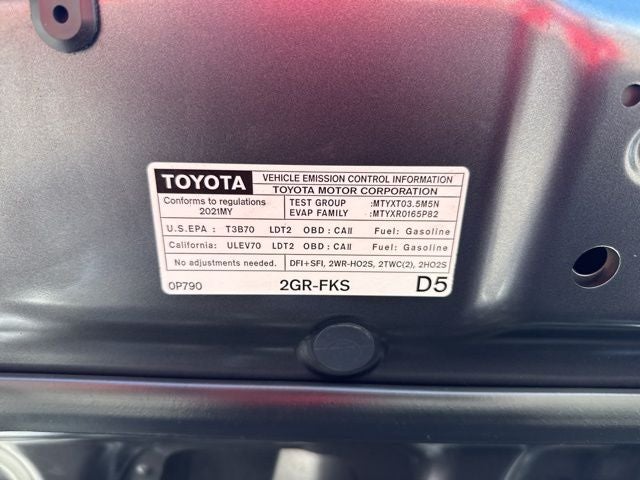 TOYOTA VEHICLE EMISSION CONTROL INFORMATION
TOYOTA MOTOR CORPORATION
Conforms to regulations
2021MY
TEST GROUP :MTYXT03.5M5N
EVAP FAMILY :MTYXR0165P82
U.S.EPA : T3B70 LDT2 OBD : CAII Fuel: Gasoline
California: ULEV70 LDT2 OBD : CAII Fuel: Gasoline
No adjustments needed. DFI+SFI, 2WR-HO2S, 2TWC(2), 2HO2S
0P790 2GR-FKS D5